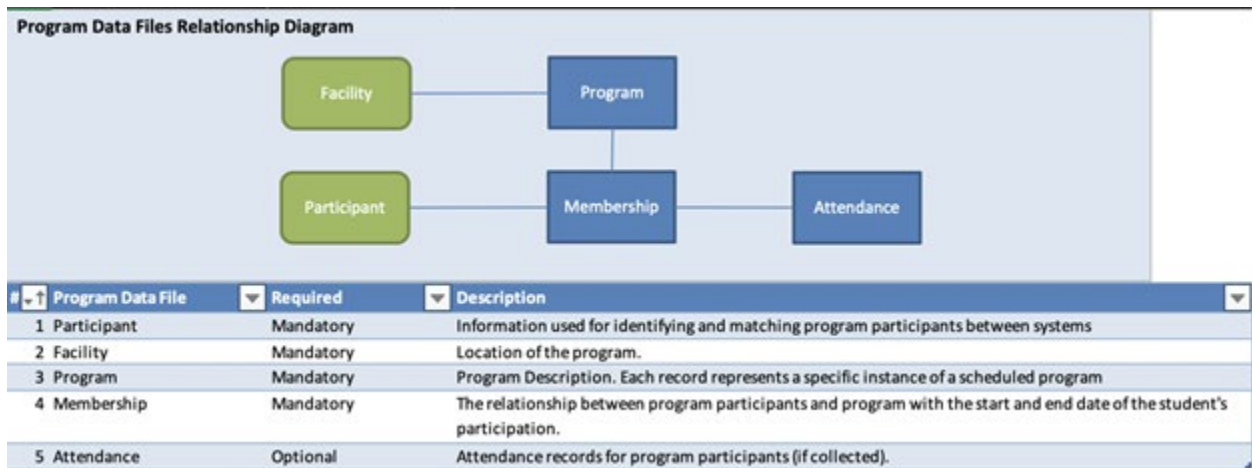 Program Data Files Relationship Diagram
Facility
Program
Participant
Membership
Attendance
# Program Data File Required Description
1 Participant Mandatory Information used for identifying and matching program participants between systems
2 Facility Mandatory Location of the program.
3 Program Mandatory Program Description. Each record represents a specific instance of a scheduled program
4 Membership Mandatory The relationship between program participants and program with the start and end date of the student's
participation.
5 Attendance Optional Attendance records for program participants (if collected).